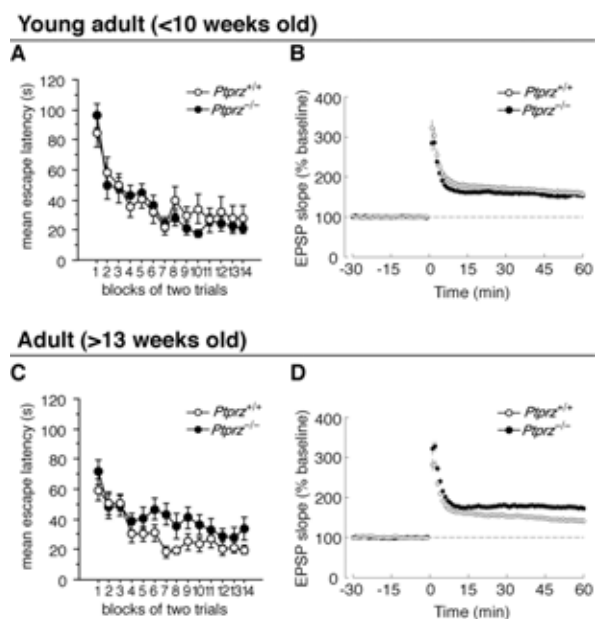 Young adult (<10 weeks old)
A
B
mean escape latency (s)
120
100
80
60
40
20
0
Ptprz+/+
Ptprz−/−
1 2 3 4 5 6 7 8 9 10 11 12 13 14
blocks of two trials
EPSP slope (% baseline)
400
300
200
100
0
Ptprz+/+
Ptprz−/−
-30 -15 0 15 30 45 60
Time (min)
Adult (>13 weeks old)
C
D
mean escape latency (s)
120
100
80
60
40
20
0
Ptprz+/+
Ptprz−/−
1 2 3 4 5 6 7 8 9 10 11 12 13 14
blocks of two trials
EPSP slope (% baseline)
400
300
200
100
0
Ptprz+/+
Ptprz−/−
-30 -15 0 15 30 45 60
Time (min)